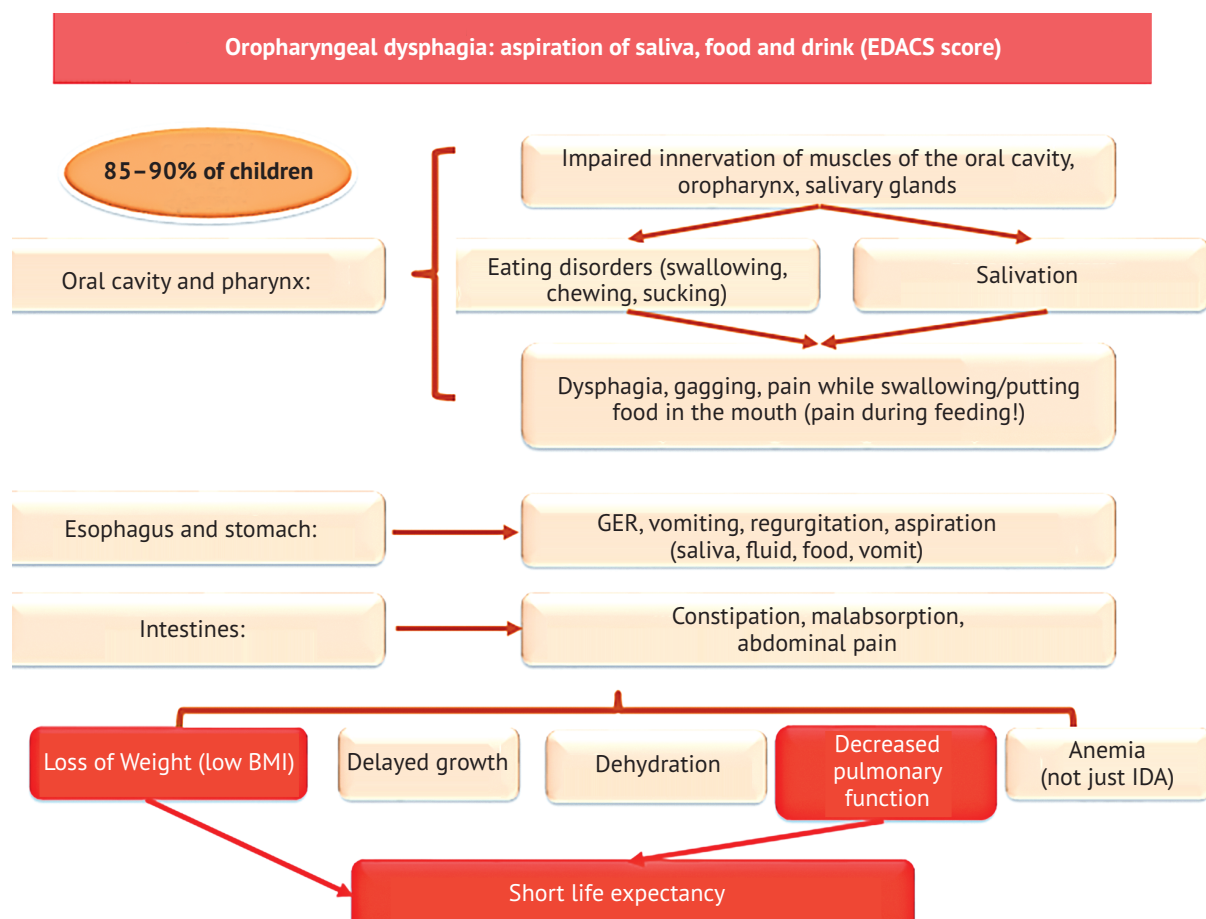 Oropharyngeal dysphagia: aspiration of saliva, food and drink (EDACS score)
85–90% of children
Impaired innervation of muscles of the oral cavity,
oropharynx, salivary glands
Oral cavity and pharynx:
Eating disorders (swallowing,
chewing, sucking)
Salivation
Dysphagia, gagging, pain while swallowing/putting
food in the mouth (pain during feeding!)
Esophagus and stomach:
GER, vomiting, regurgitation, aspiration
(saliva, fluid, food, vomit)
Intestines:
Constipation, malabsorption,
abdominal pain
Loss of Weight (low BMI)
Delayed growth
Dehydration
Decreased
pulmonary
function
Anemia
(not just IDA)
Short life expectancy